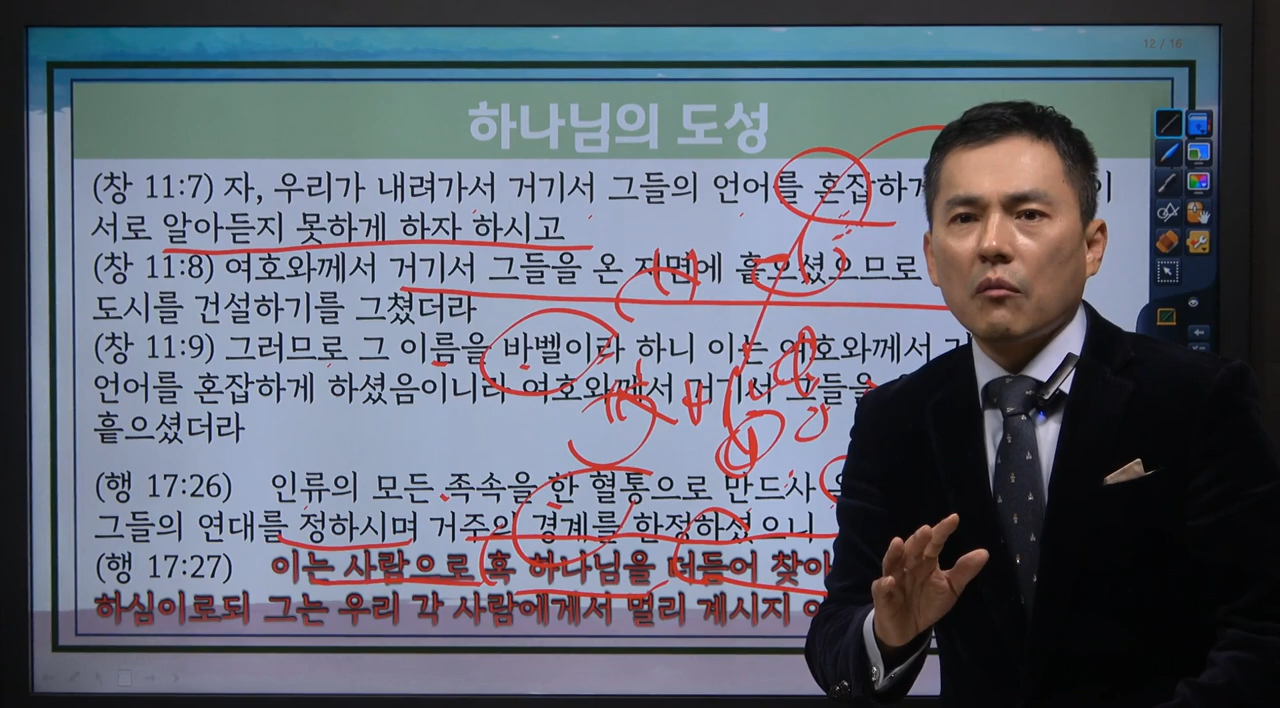 12 / 16
하나님의 도성
(창 11:7) 자, 우리가 내려가서 거기서 그들의 언어를 혼잡하게 이
서로 알아듣지 못하게 하자 하시고
(창 11:8) 여호와께서 거기서 그들을 온 지면에 흩으셨으므로
도시를 건설하기를 그쳤더라
(창 11:9) 그러므로 그 이름을 바벨이라 하니 이는 여호와께서
언어를 혼잡하게 하셨음이니라 여호와께서 거기서 그들을
흩으셨더라
(행 17:26) 인류의 모든 족속을 한 혈통으로 만드사
그들의 연대를 정하시며 거주의 경계를 한정하셨으니
(행 17:27) 이는 사람으로 혹 하나님을 더듬어 찾아
하심이로되 그는 우리 각 사람에게서 멀리 계시지